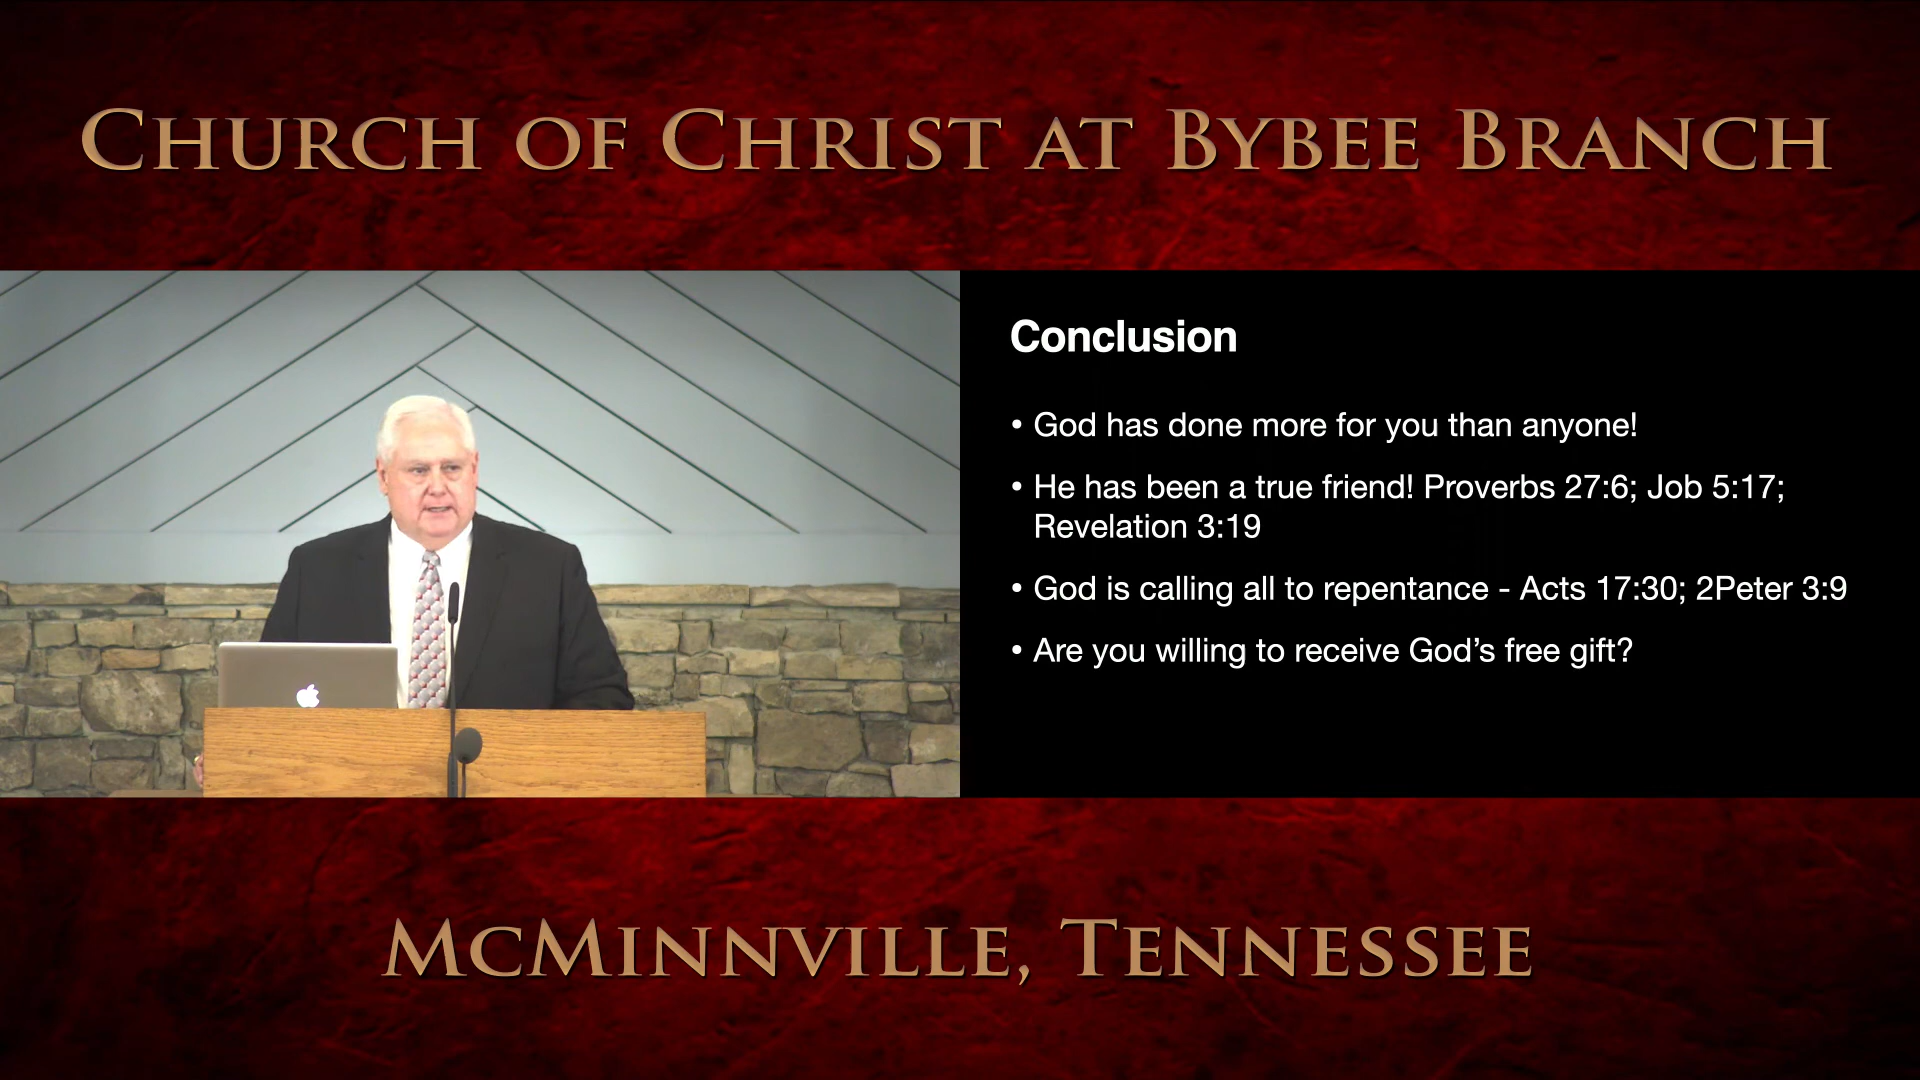 Church of Christ at Bybee Branch
Conclusion
• God has done more for you than anyone!
• He has been a true friend! Proverbs 27:6; Job 5:17;
Revelation 3:19
• God is calling all to repentance - Acts 17:30; 2Peter 3:9
• Are you willing to receive God’s free gift?
McMinnville, Tennessee